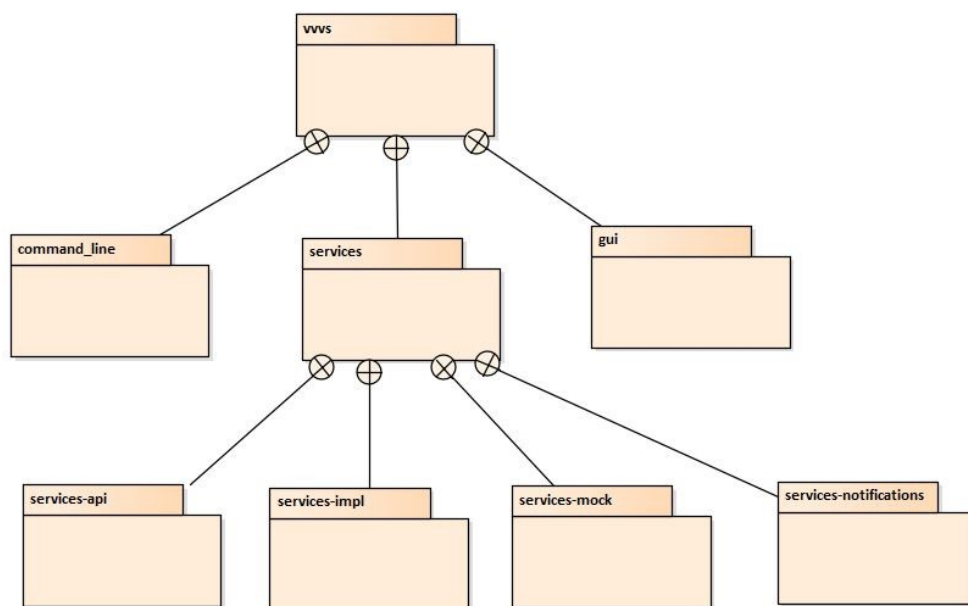 vvvs
command_line
services
gui
services-api
services-impl
services-mock
services-notifications